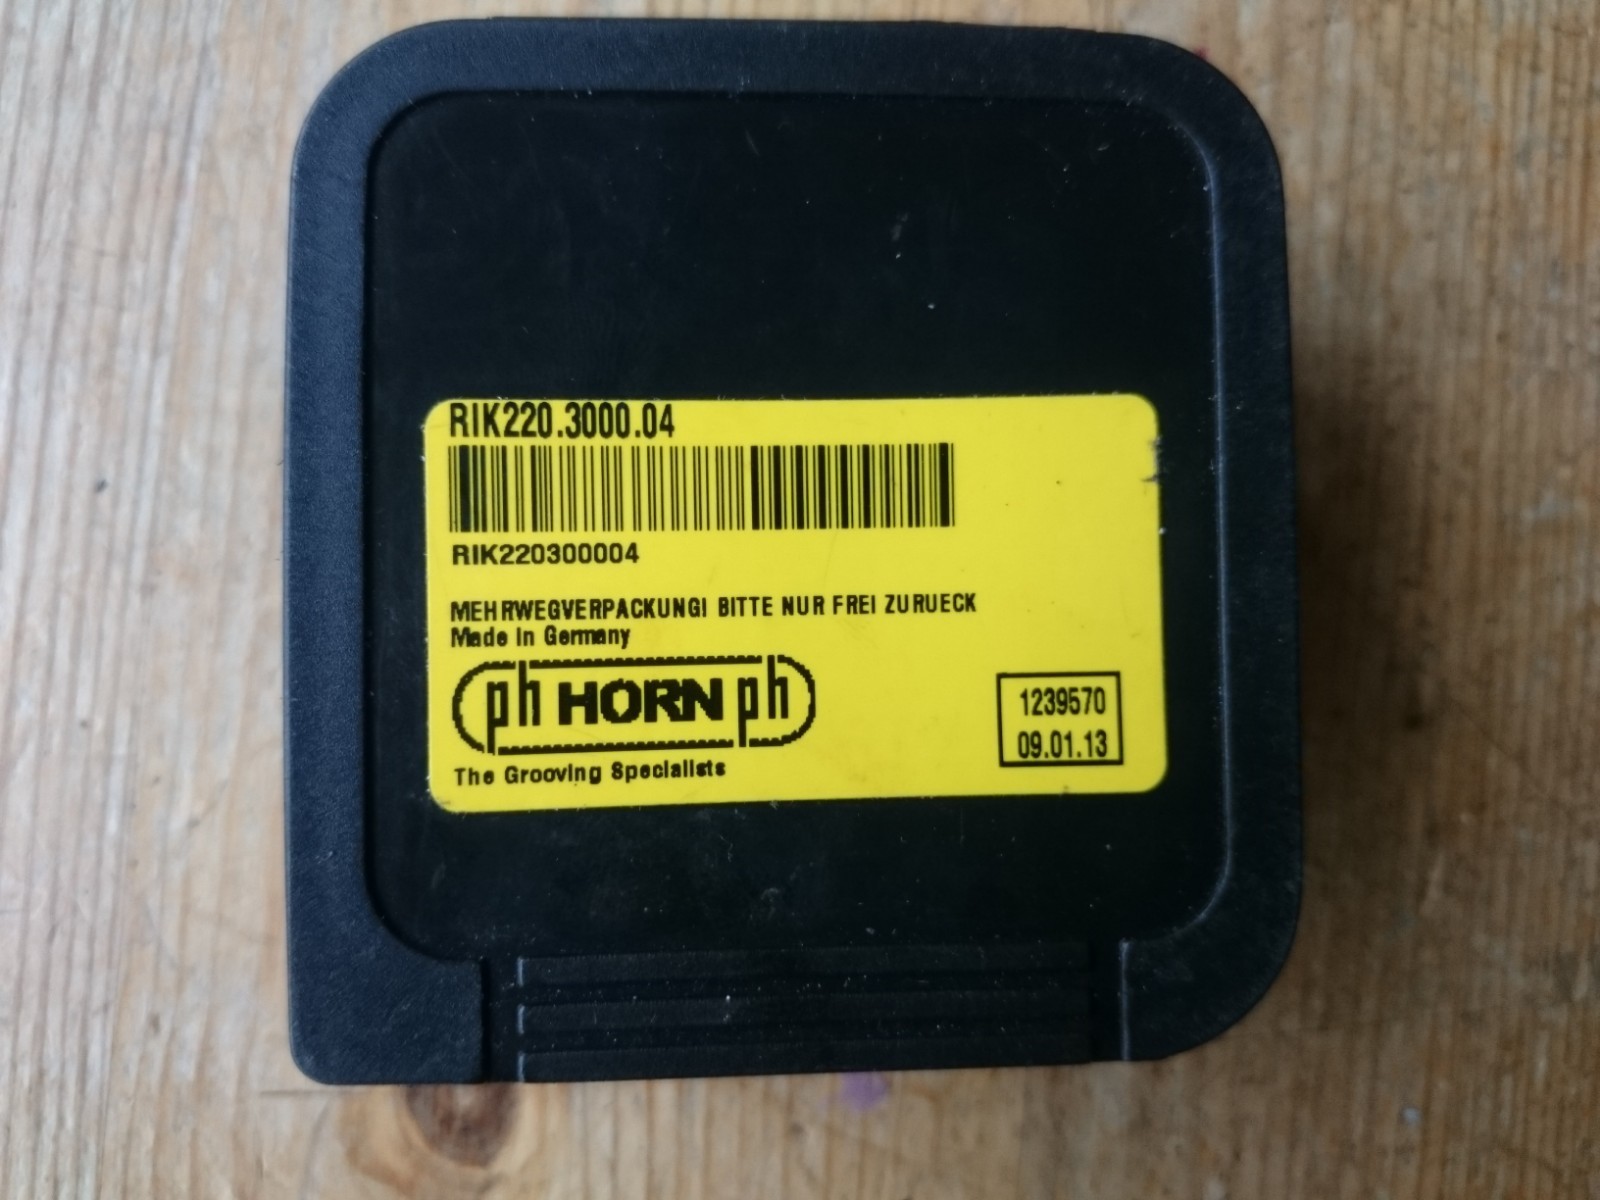 RIK220.3000.04
RIK220300004
MEHRWEGVERPACKUNG! BITTE NUR FREI ZURUECK
Made in Germany
ph HORN ph
The Grooving Specialists
1239570
09.01.13